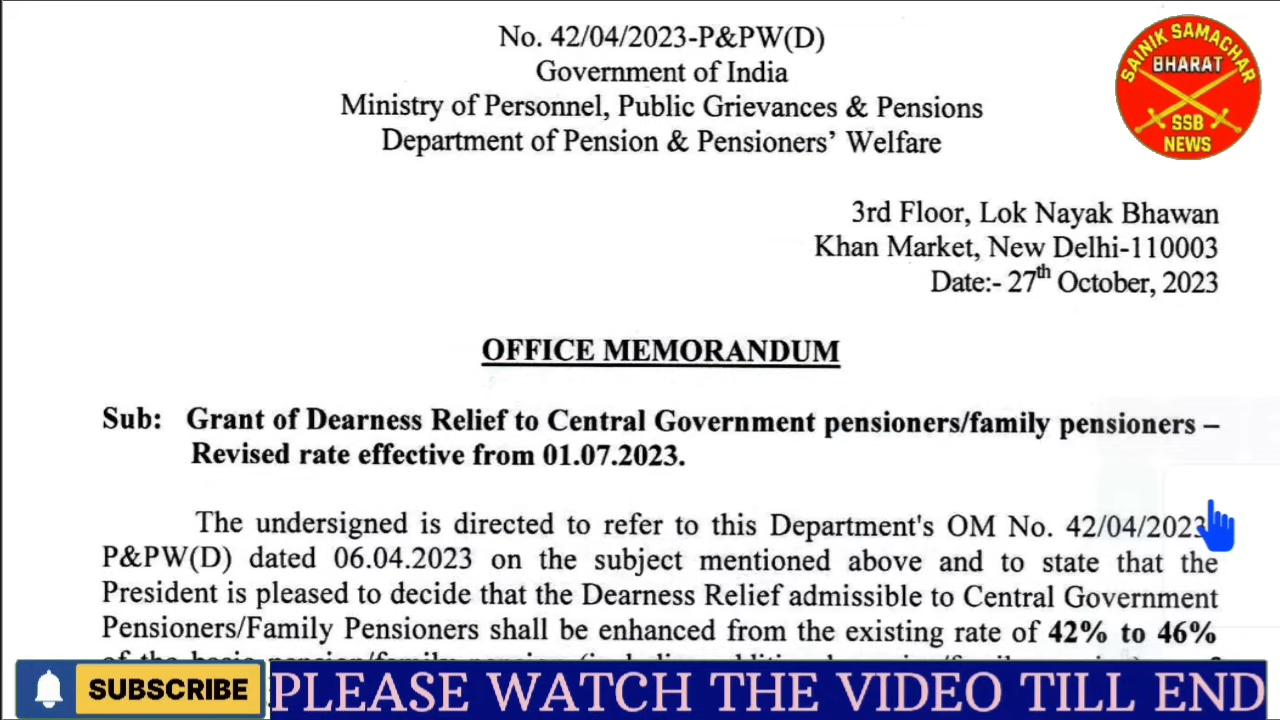 No. 42/04/2023-P&PW(D)
Government of India
Ministry of Personnel, Public Grievances & Pensions
Department of Pension & Pensioners' Welfare
SAINIK SAMACHAR
BHARAT
SSB
NEWS
3rd Floor, Lok Nayak Bhawan
Khan Market, New Delhi-110003
Date:- 27th October, 2023
OFFICE MEMORANDUM
Sub: Grant of Dearness Relief to Central Government pensioners/family pensioners –
Revised rate effective from 01.07.2023.
The undersigned is directed to refer to this Department's OM No. 42/04/2023
P&PW(D) dated 06.04.2023 on the subject mentioned above and to state that the
President is pleased to decide that the Dearness Relief admissible to Central Government
Pensioners/Family Pensioners shall be enhanced from the existing rate of 42% to 46%
SUBSCRIBE
PLEASE WATCH THE VIDEO TILL END